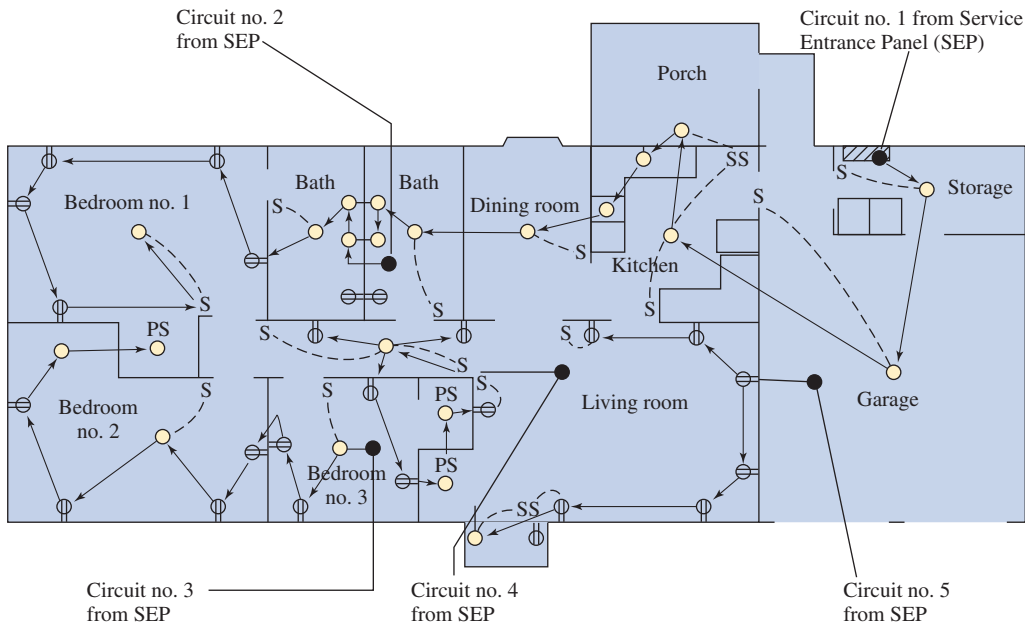 Circuit no. 2
from SEP
Circuit no. 1 from Service
Entrance Panel (SEP)
Porch
SS
S
Storage
S
Bedroom no. 1
Bath
Bath
S
Dining room
S
Kitchen
S
S
S
PS
S
S
S
S
S
S
PS
Living room
Garage
Bedroom
no. 2
PS
Bedroom
no. 3
SS
Circuit no. 3
from SEP
Circuit no. 4
from SEP
Circuit no. 5
from SEP